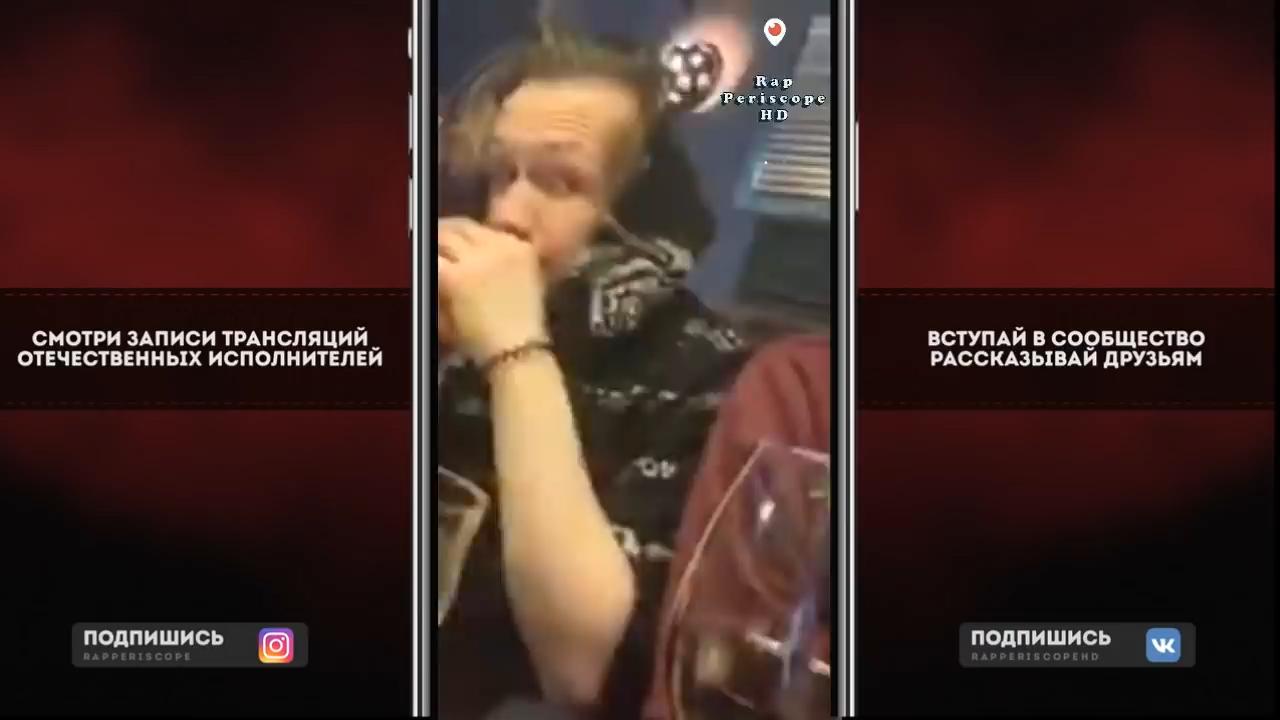 Rap
Periscope
HD
СМОТРИ ЗАПИСИ ТРАНСЛЯЦИЙ
ОТЕЧЕСТВЕННЫХ ИСПОЛНИТЕЛЕЙ
ВСТУПАЙ В СООБЩЕСТВО
РАССКАЗЫВАЙ ДРУЗЬЯМ
ПОДПИШИСЬ
RAPPERISCOPE
ПОДПИШИСЬ
RAPPERISCOPEHD